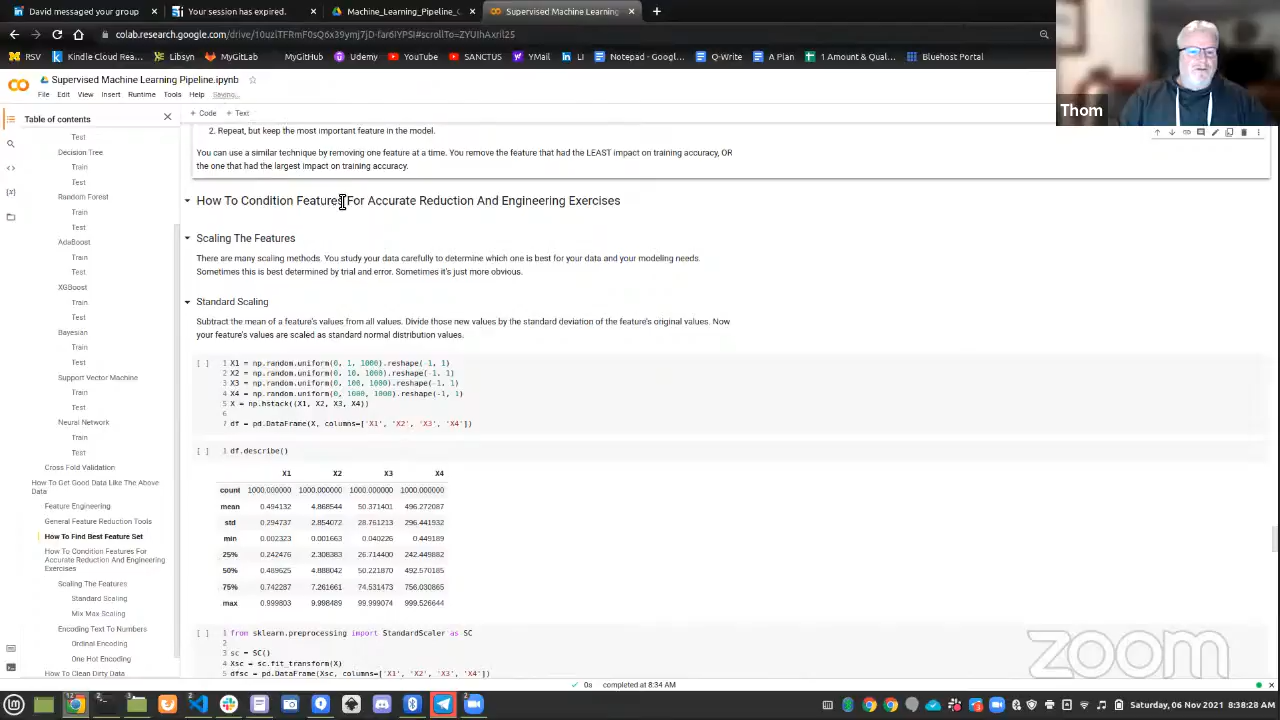 David messaged your group
Your session has expired.
Machine_Learning_Pipeline_C
Supervised Machine Learning
colab.research.google.com/drive/
RSV
Kindle Cloud Rea...
Libsyn
MyGitHub
MyGitHub
Udemy
YouTube
SANCTUS
YMail
LI
Notepad - Googl...
Q-Write
A Plan
1 Amount & Qual...
Bluehost Portal
Thom
Supervised Machine Learning Pipeline.ipynb
File Edit View Insert Runtime Tools Help Saving...
Table of contents
+ Code + Text
Test
Decision Tree
Train
Test
Random Forest
Train
Test
AdaBoost
Train
Test
XGBoost
Train
Test
Bayesian
Train
Test
Support Vector Machine
Train
Test
Neural Network
Train
Test
Cross Fold Validation
How To Get Good Data Like The Above
Data
Feature Engineering
General Feature Reduction Tools
How To Find Best Feature Set
How To Condition Features For
Accurate Reduction And Engineering
Exercises
Scaling The Features
Standard Scaling
Mix Max Scaling
Encoding Text To Numbers
Ordinal Encoding
One Hot Encoding
How To Clean Dirty Data
2. Repeat, but keep the most important feature in the model.
You can use a similar technique by removing one feature at a time. You remove the feature that had the LEAST impact on training accuracy, OR
the one that had the largest impact on training accuracy.
How To Condition Features For Accurate Reduction And Engineering Exercises
Scaling The Features
There are many scaling methods. You study your data carefully to determine which one is best for your data and your modeling needs.
Sometimes this is best determined by trial and error. Sometimes it's just more obvious.
Standard Scaling
Subtract the mean of a feature's values from all values. Divide those new values by the standard deviation of the feature's original values. Now
your feature's values are scaled as standard normal distribution values.
[ ] 1 X1 = np.random.uniform(0, 1, 1000).reshape(-1, 1)
2 X2 = np.random.uniform(0, 10, 1000).reshape(-1, 1)
3 X3 = np.random.uniform(0, 100, 1000).reshape(-1, 1)
4 X4 = np.random.uniform(0, 1000, 1000).reshape(-1, 1)
5 X = np.hstack((X1, X2, X3, X4))
6
7 df = pd.DataFrame(X, columns=['X1', 'X2', 'X3', 'X4'])
[ ] 1 df.describe()
X1 X2 X3 X4
count 1000.000000 1000.000000 1000.000000 1000.000000
mean 0.494132 4.868544 50.371401 496.272087
std 0.294737 2.854072 28.761213 296.441932
min 0.002323 0.001663 0.040226 0.449189
25% 0.242476 2.308383 26.714400 242.449882
50% 0.489625 4.888042 50.221870 492.570185
75% 0.742287 7.261661 74.531473 756.030865
max 0.999803 9.998489 99.999074 999.526644
[ ] 1 from sklearn.preprocessing import StandardScaler as SC
2
3 sc = SC()
4 Xsc = sc.fit_transform(X)
5 dfsc = pd.DataFrame(Xsc, columns=['X1', 'X2', 'X3', 'X4'])
zoom
0s completed at 8:34 AM
Saturday, 06 Nov 2021, 8:38:28 AM